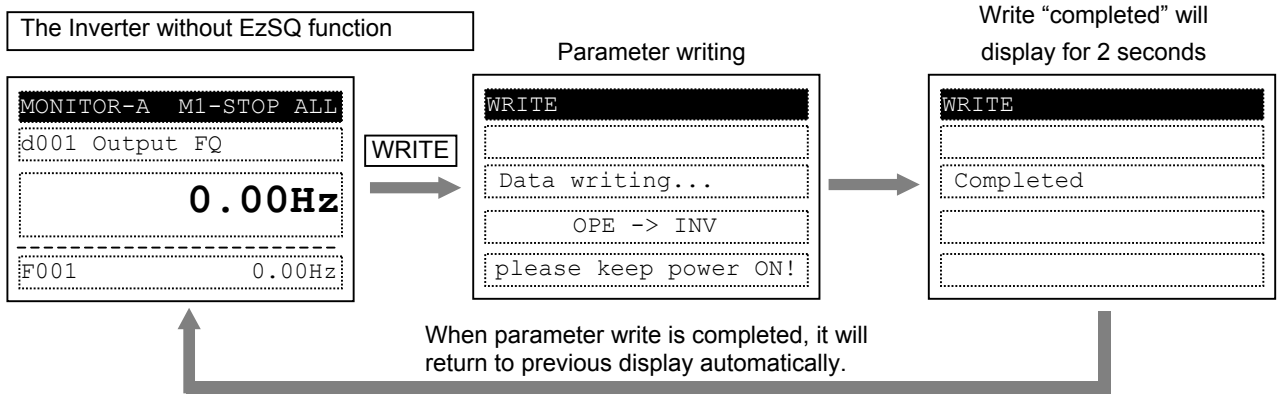 The Inverter without EzSQ function
MONITOR-A M1-STOP ALL
d001 Output FQ
0.00Hz
F001 0.00Hz
WRITE
Parameter writing
WRITE
Data writing...
OPE -> INV
please keep power ON!
Write “completed” will
display for 2 seconds
WRITE
Completed
When parameter write is completed, it will
return to previous display automatically.